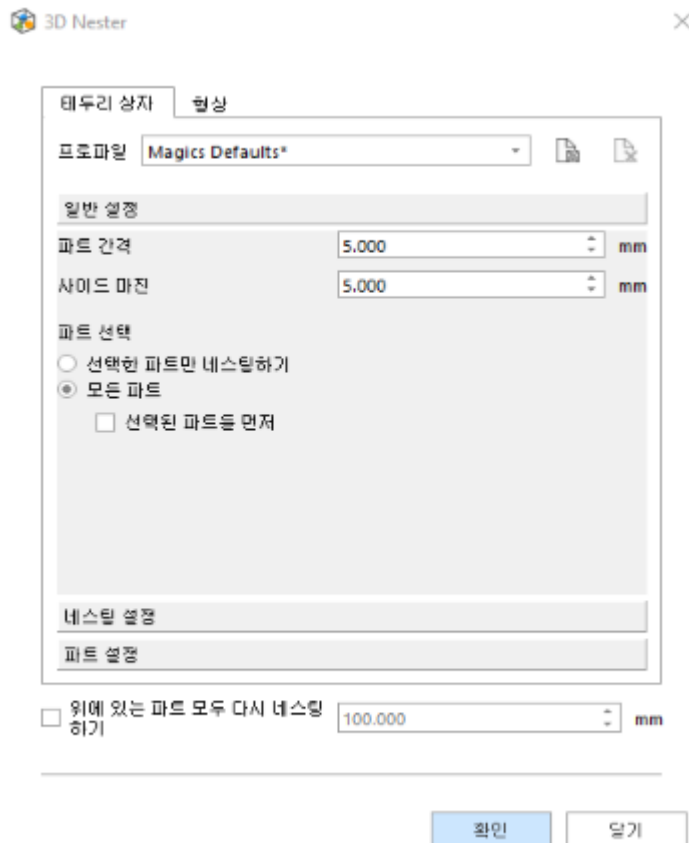 3D Nester
테두리 상자 형상
프로파일 Magics Defaults*
일반 설정
파트 간격 5.000 mm
사이드 마진 5.000 mm
파트 선택
선택한 파트만 네스팅하기
모든 파트
선택된 파트들 먼저
네스팅 설정
파트 설정
위에 있는 파트 모두 다시 네스팅
하기 100.000 mm
확인 닫기